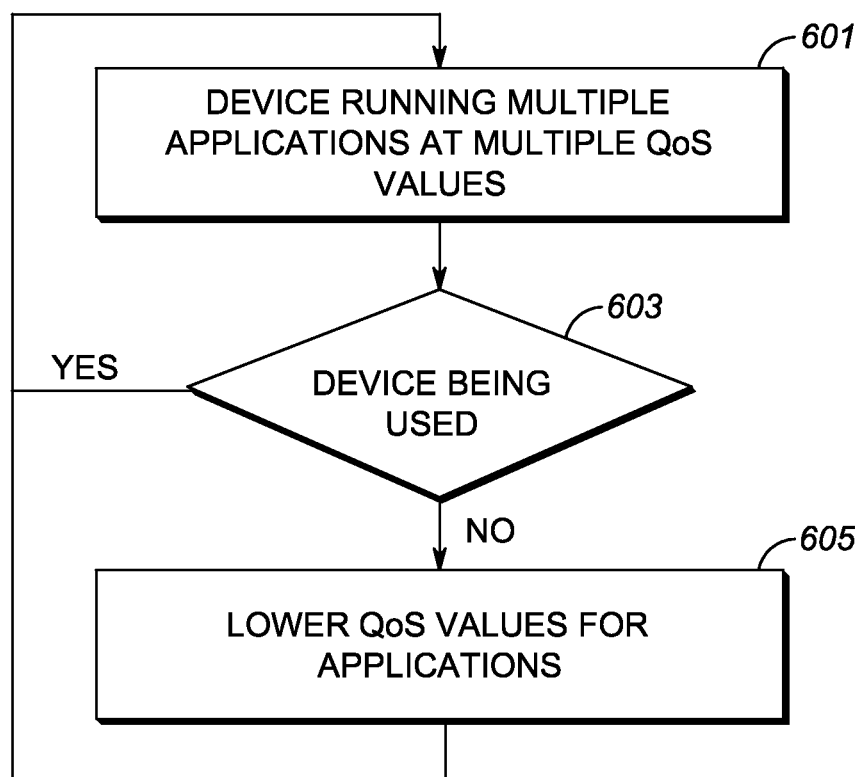 601
DEVICE RUNNING MULTIPLE
APPLICATIONS AT MULTIPLE QoS
VALUES
603
YES
DEVICE BEING
USED
NO
605
LOWER QoS VALUES FOR
APPLICATIONS